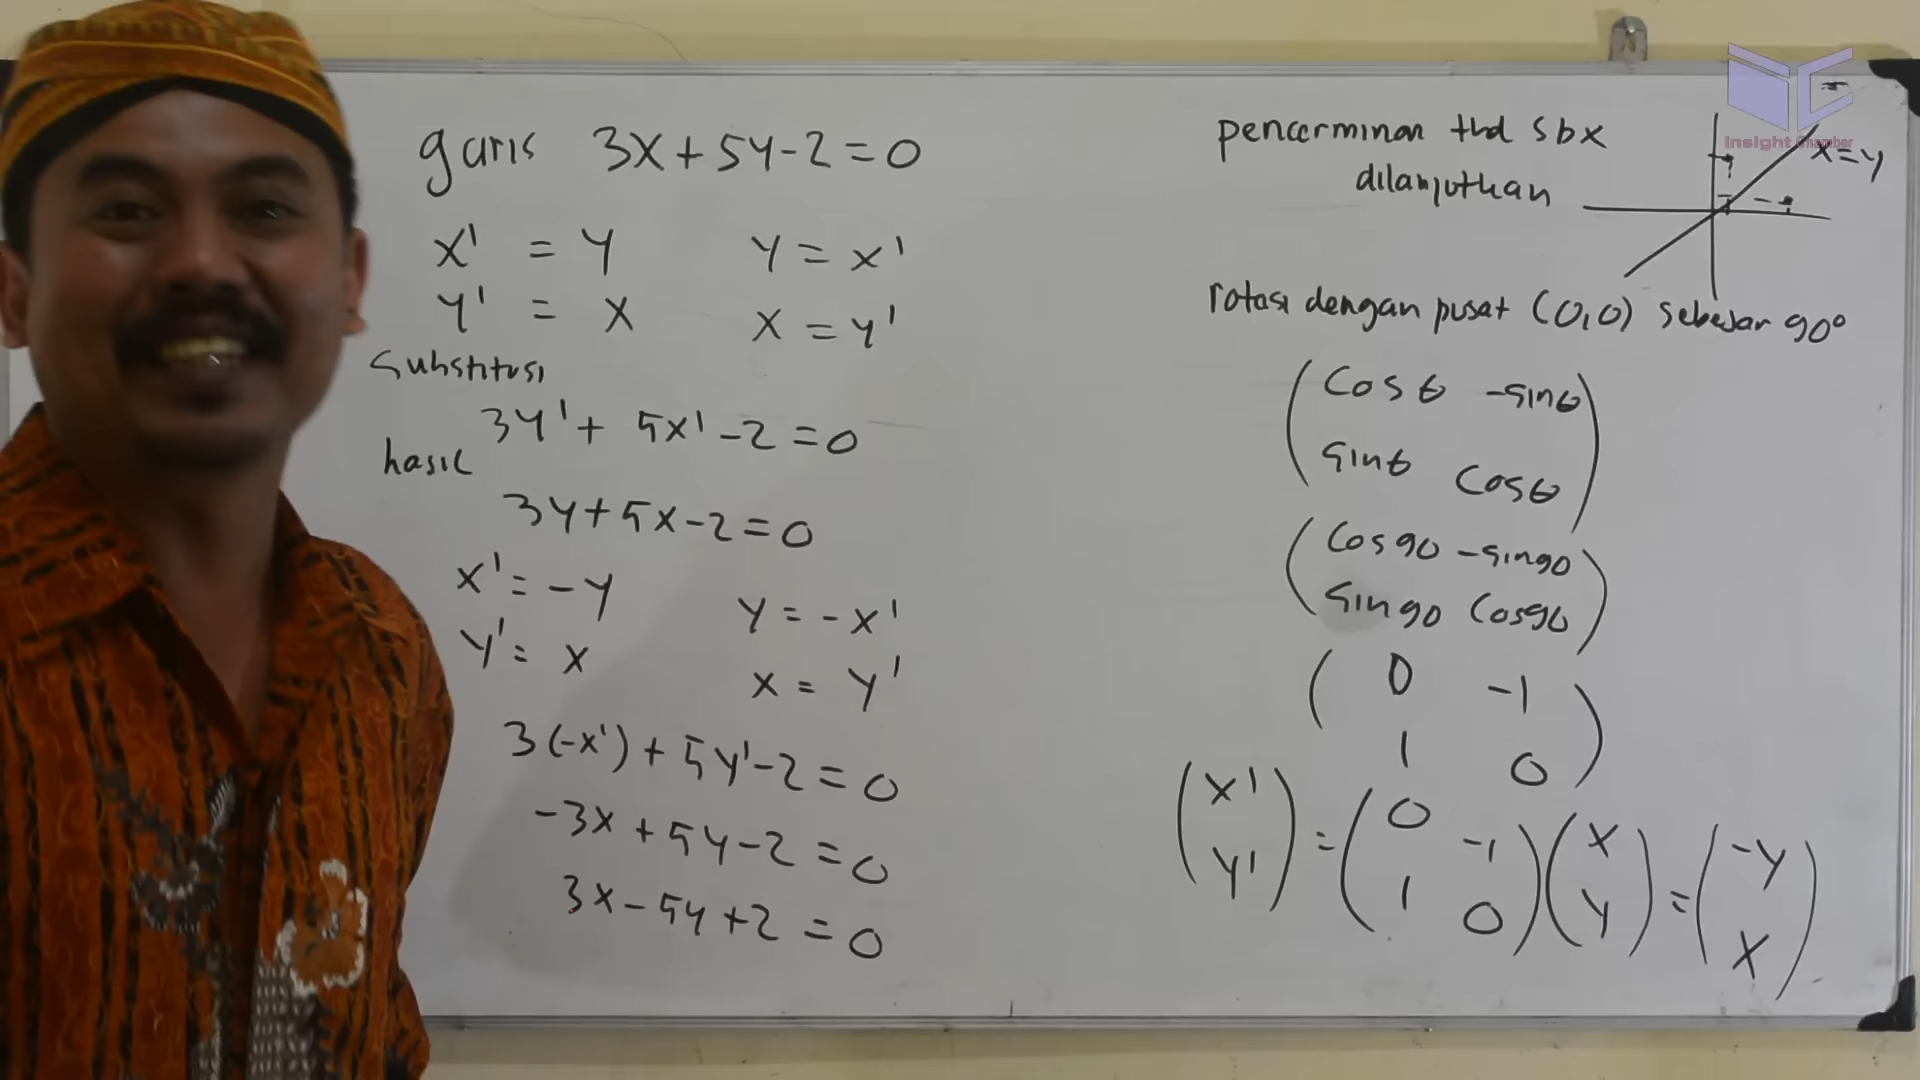 garis 3x+5y-2=0
x' = y    y = x'
y' = x    x = y'
Substitusi
3y'+ 5x'-2=0
hasil
3y+5x-2=0
x'= -y    y = -x'
y'= x    x = y'
3(-x') + 5y'-2=0
-3x+5y-2=0
3x-5y+2=0
pencerminan thd sbx
dilanjutkan
x=y
rotasi dengan pusat (0,0) sebesar 90°
(cosθ -sinθ
sinθ cosθ)
(cos90 -sin90
sin90 cos90)
(0 -1
1 0)
(x' y') = (0 -1 1 0)(x y) = (-y x)
Insight Chamber